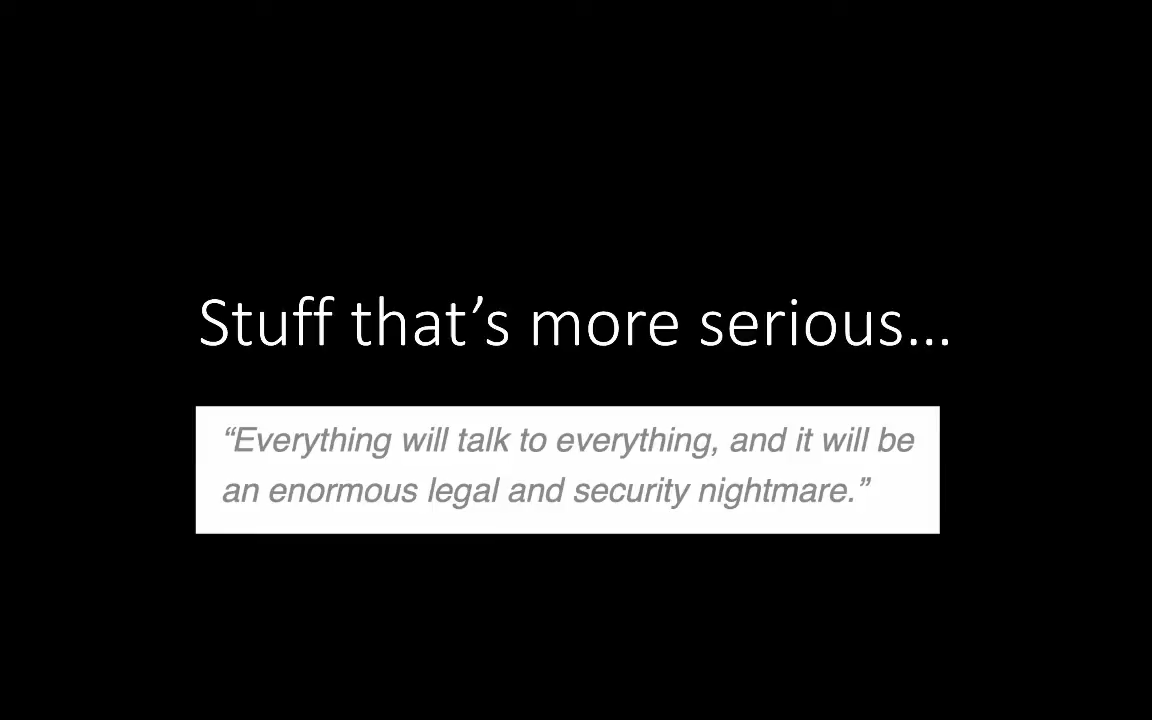 Stuff that’s more serious…
“Everything will talk to everything, and it will be
an enormous legal and security nightmare.”